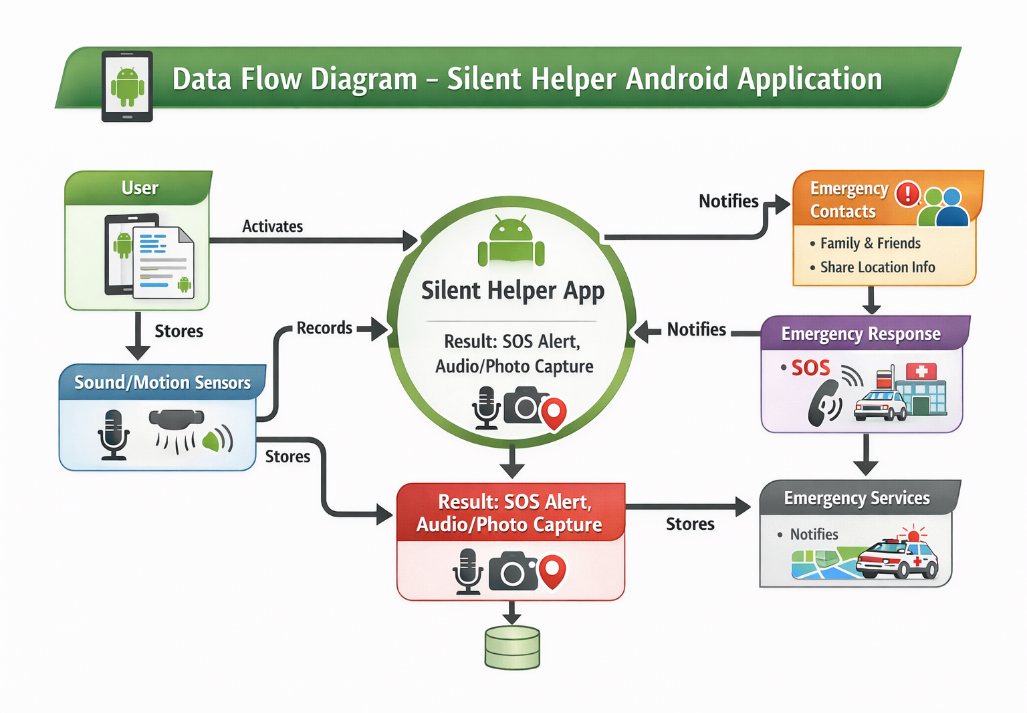 Data Flow Diagram – Silent Helper Android Application
User
Activates
Notifies
Emergency
Contacts
• Family & Friends
• Share Location Info
Silent Helper App
Result: SOS Alert,
Audio/Photo Capture
Stores
Records
Notifies
Emergency Response
• SOS
Sound/Motion Sensors
Stores
Result: SOS Alert,
Audio/Photo Capture
Stores
Emergency Services
• Notifies